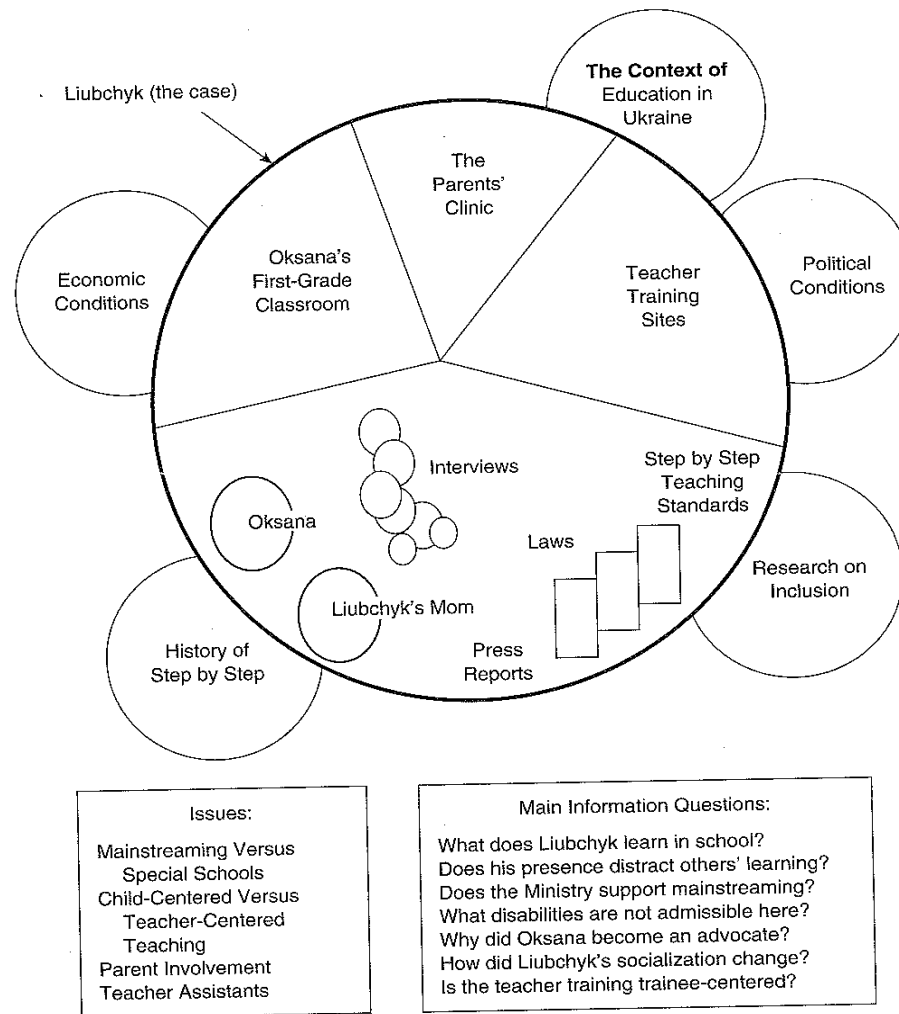 Liubchyk (the case)
The Context of
Education in
Ukraine
The
Parents'
Clinic
Oksana's
First-Grade
Classroom
Economic
Conditions
Teacher
Training
Sites
Political
Conditions
Interviews
Step by Step
Teaching
Standards
Oksana
Laws
Research on
Inclusion
Liubchyk's Mom
History of
Step by Step
Press
Reports
Issues:
Mainstreaming Versus
Special Schools
Child-Centered Versus
Teacher-Centered
Teaching
Parent Involvement
Teacher Assistants
Main Information Questions:
What does Liubchyk learn in school?
Does his presence distract others' learning?
Does the Ministry support mainstreaming?
What disabilities are not admissible here?
Why did Oksana become an advocate?
How did Liubchyk's socialization change?
Is the teacher training trainee-centered?